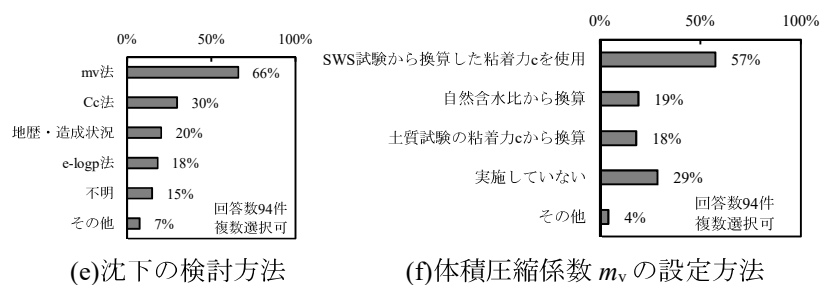 0% 50% 100%
mv法 66%
Cc法 30%
地歴・造成状況 20%
e-logp法 18%
不明 15%
その他 7%
回答数94件
複数選択可
(e)沈下の検討方法
0% 50% 100%
SWS試験から換算した粘着力cを使用 57%
自然含水比から換算 19%
土質試験の粘着力cから換算 18%
実施していない 29%
その他 4%
回答数94件
複数選択可
(f)体積圧縮係数 mvの設定方法